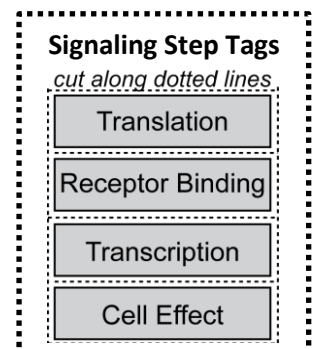 Signaling Step Tags
cut along dotted lines
Translation
Receptor Binding
Transcription
Cell Effect